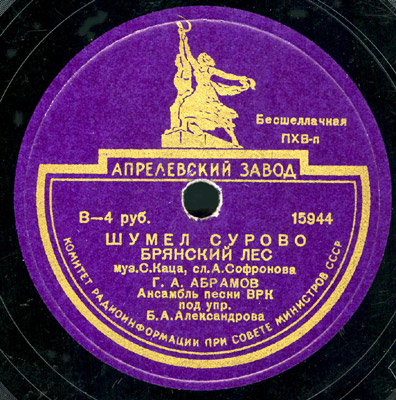 Бесшеллачная
ПХВ-п
АПРЕЛЕВСКИЙ ЗАВОД
В—4 руб. 15944
ШУМЕЛ СУРОВО
БРЯНСКИЙ ЛЕС
муз.С.Каца, сл.А.Софронова
Г. А. АБРАМОВ
Ансамбль песни ВРК
под упр.
Б.А.Александрова
КОМИТЕТ РАДИОИНФОРМАЦИИ ПРИ СОВЕТЕ МИНИСТРОВ СССР